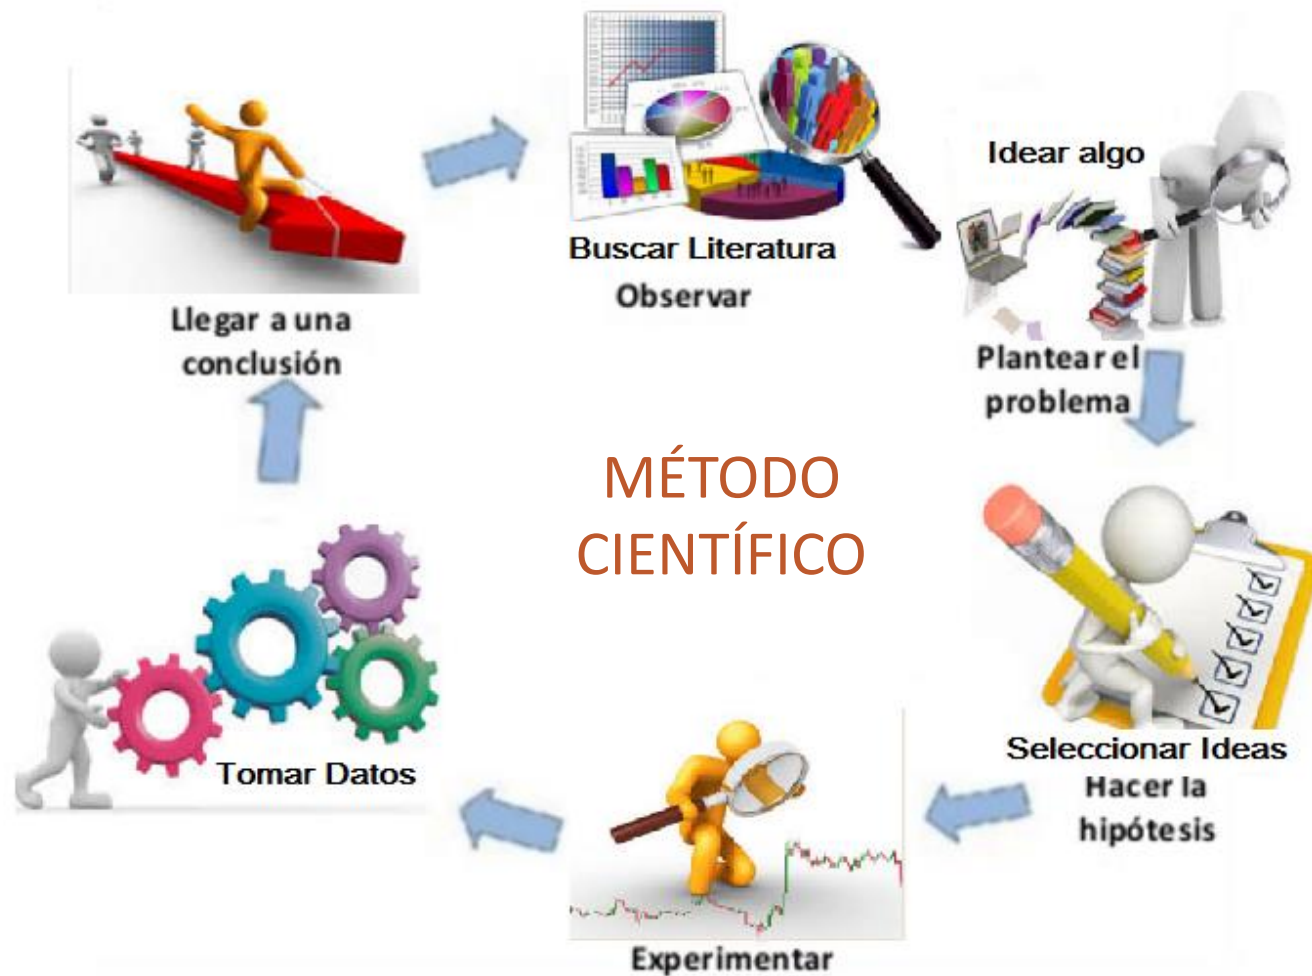 Buscar Literatura
Observar
Idear algo
Plantear el
problema
Seleccionar Ideas
Hacer la
hipótesis
Experimentar
Tomar Datos
Llegar a una
conclusión
MÉTODO
CIENTÍFICO